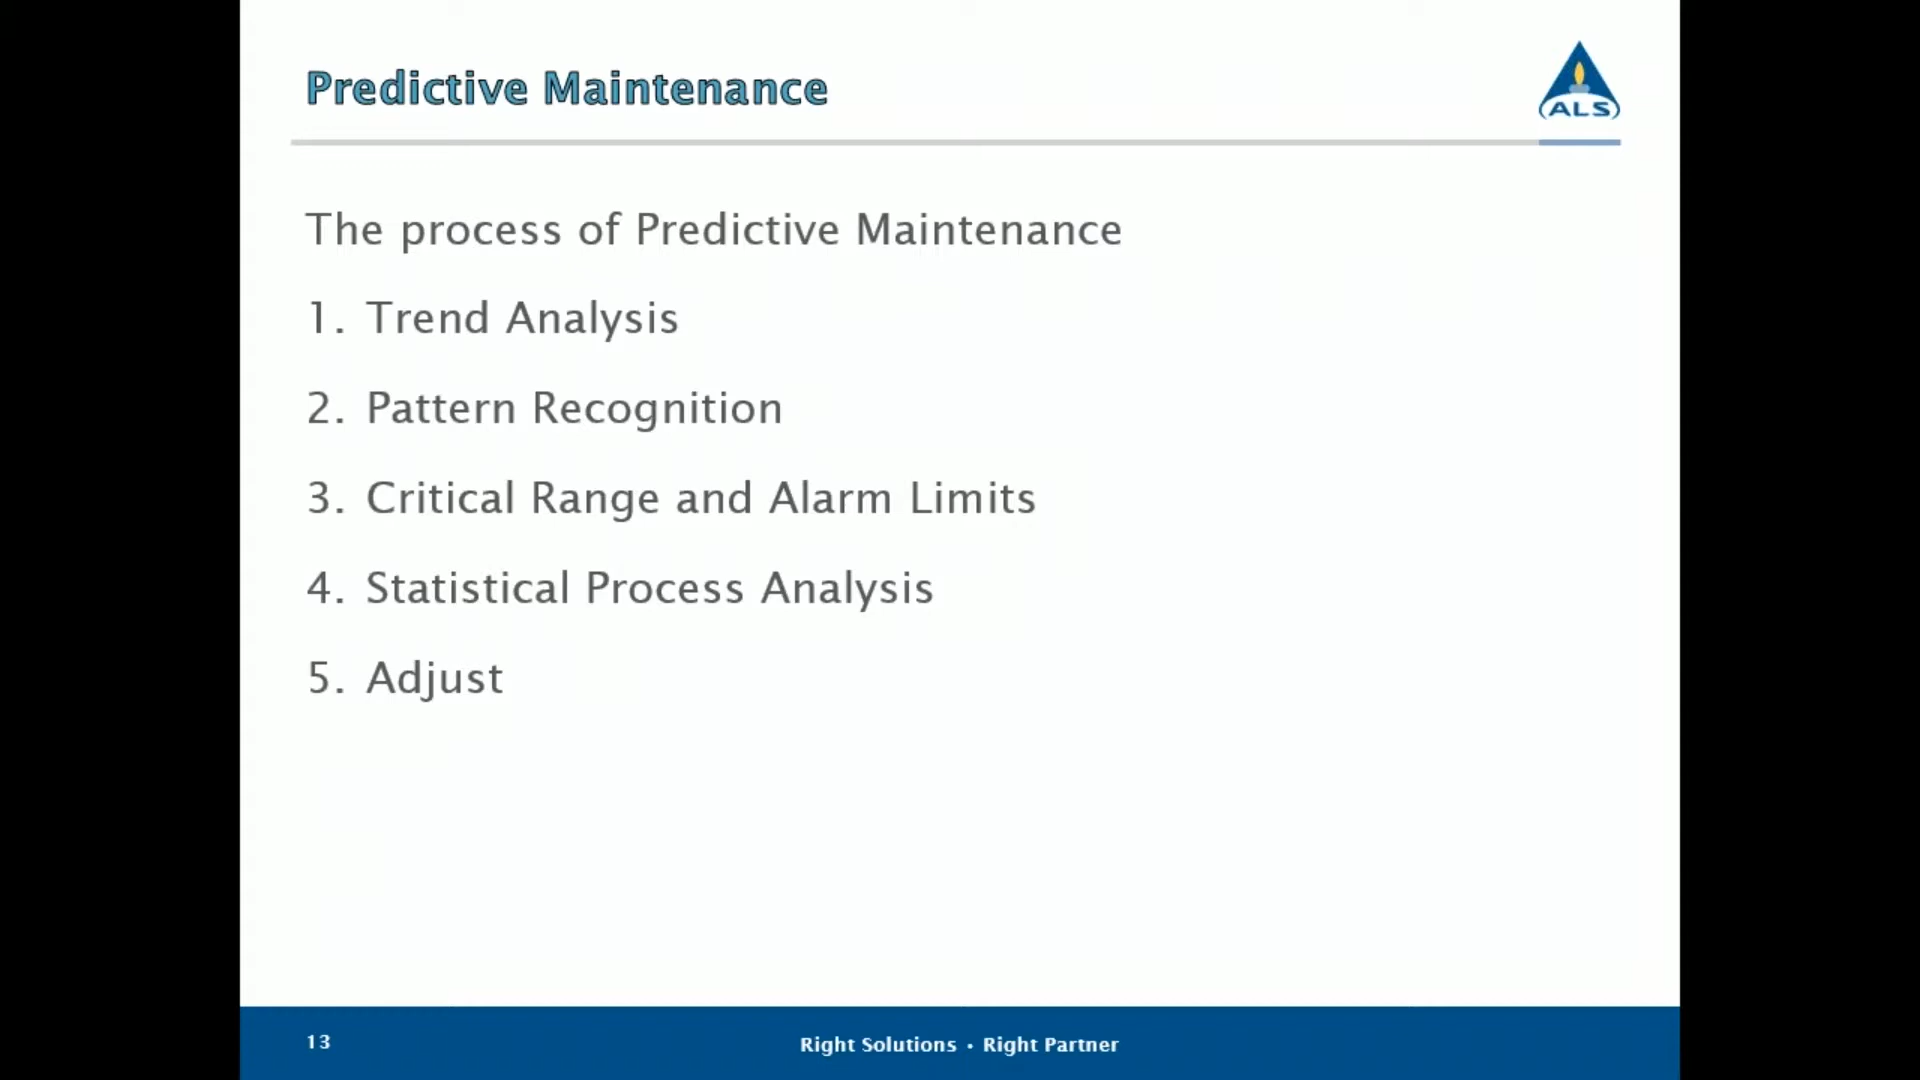 Predictive Maintenance
ALS
The process of Predictive Maintenance
1. Trend Analysis
2. Pattern Recognition
3. Critical Range and Alarm Limits
4. Statistical Process Analysis
5. Adjust
13
Right Solutions • Right Partner